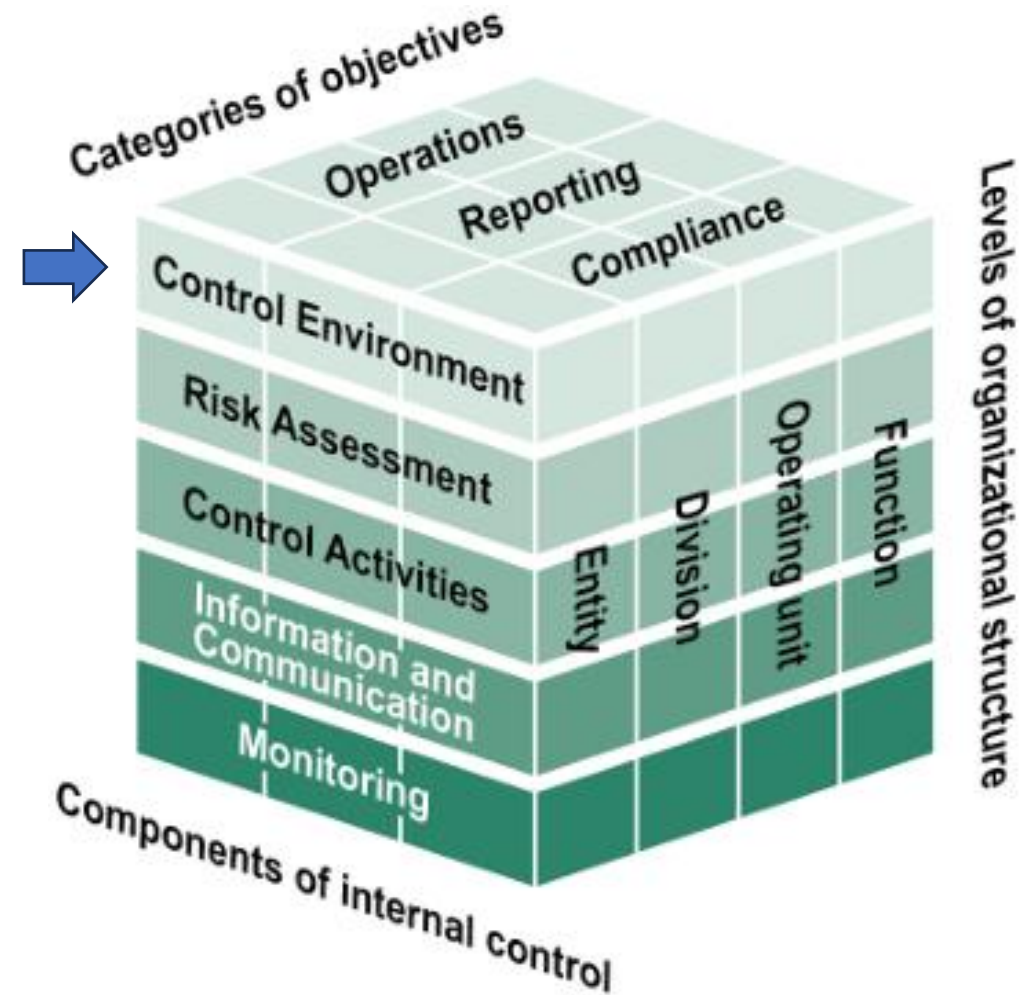 Categories of objectives
Operations
Reporting
Compliance
Control Environment
Risk Assessment
Control Activities
Information and
Communication
Monitoring
Entity
Division
Operating unit
Function
Levels of organizational structure
Components of internal control